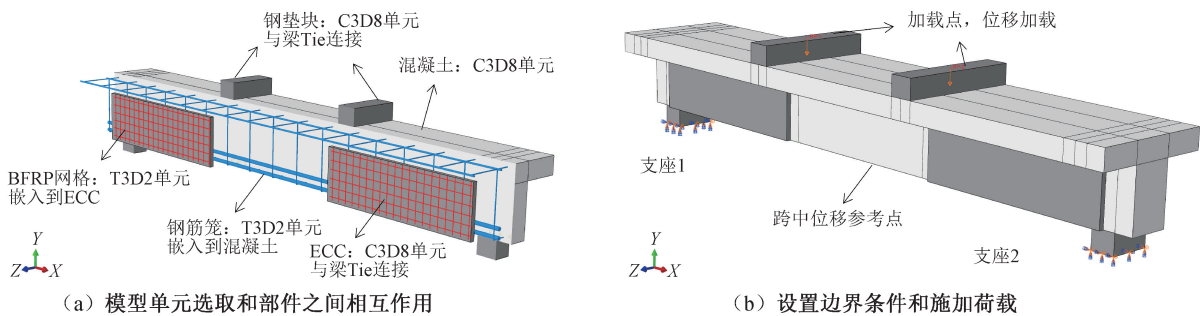 钢垫块：C3D8单元
与梁Tie连接
混凝土：C3D8单元
BFRP网格：T3D2单元
嵌入到ECC
钢筋笼：T3D2单元
嵌入到混凝土
ECC：C3D8单元
与梁Tie连接
Y
Z
X
（a）模型单元选取和部件之间相互作用
加载点，位移加载
支座1
跨中位移参考点
支座2
Y
Z
X
（b）设置边界条件和施加荷载